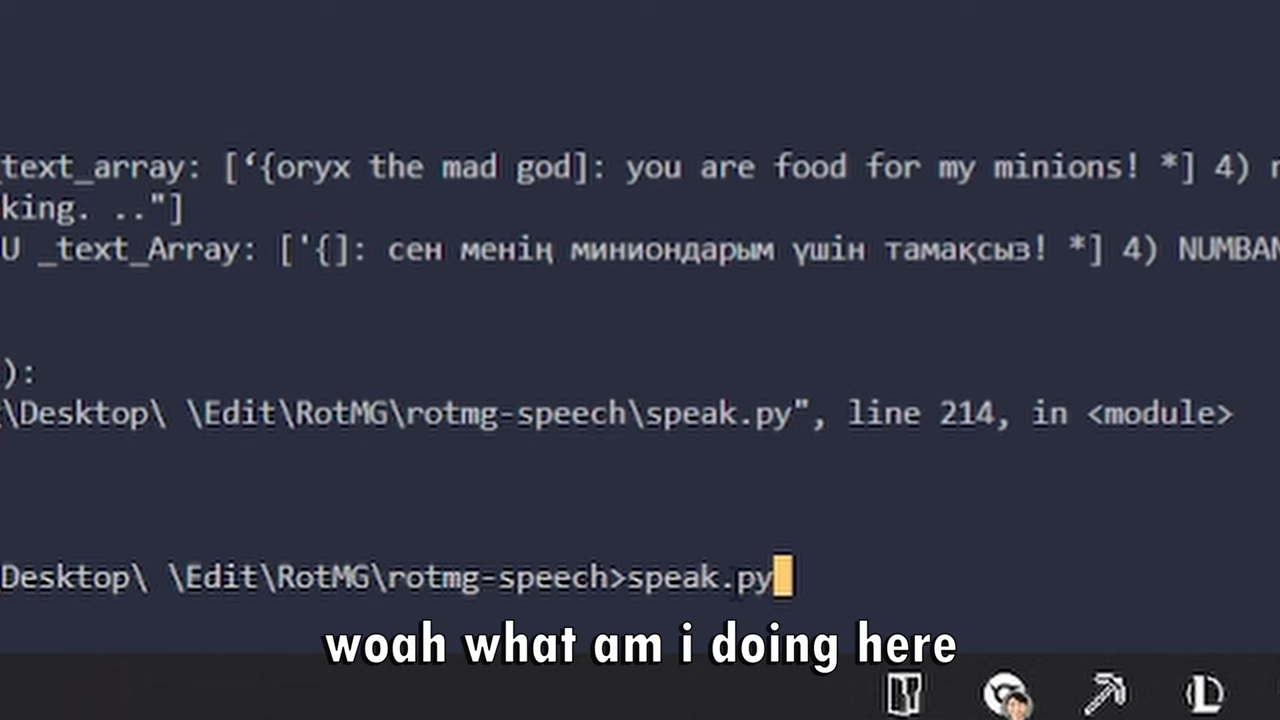 _text_array: [‘{oryx the mad god]: you are food for my minions! *] 4)
king. .."]
U _text_Array: ['{]: сен менің миниондарым үшін тамақсыз! *] 4) NUMBAN
):
\Desktop\ \Edit\RotMG\rotmg-speech\speak.py", line 214, in <module>
Desktop\ \Edit\RotMG\rotmg-speech>speak.py
woah what am i doing here